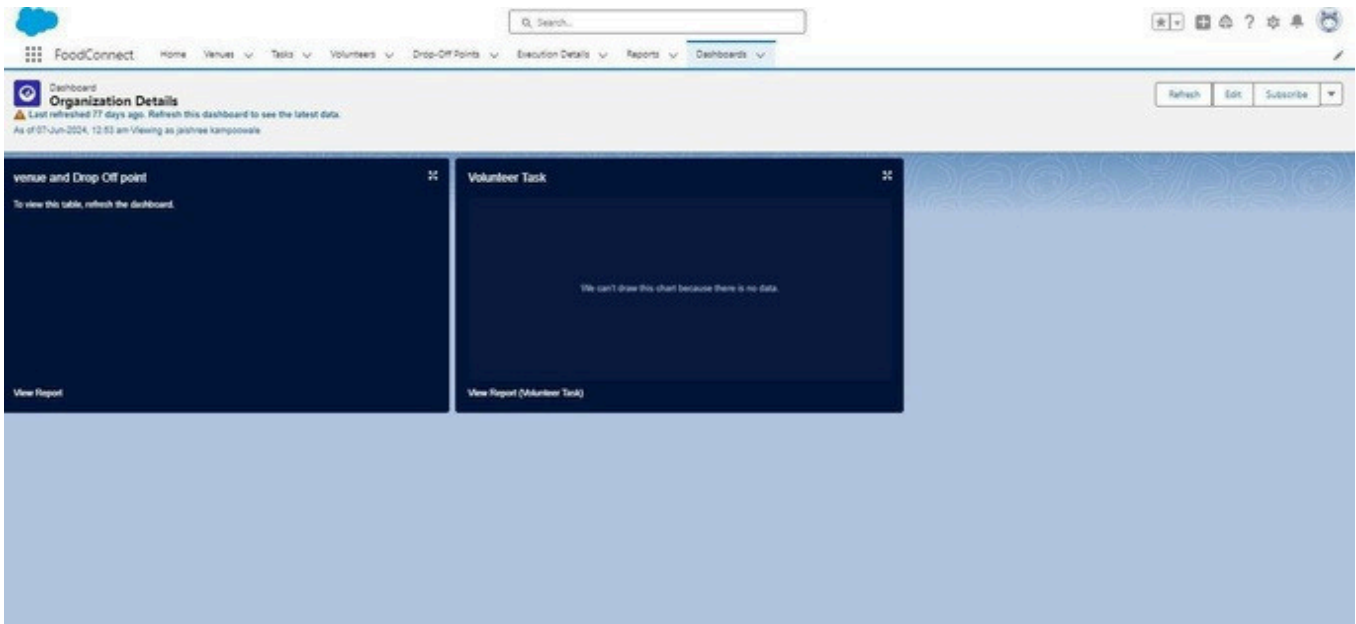 Search...
FoodConnect Home Venues Tasks Volunteers Drop-Off Points Execution Details Reports Dashboards
Dashboard
Organization Details
Last refreshed 77 days ago. Refresh this dashboard to see the latest data.
As of 07-Jun-2024, 12:53 am·Viewing as jaishree kampoowala
Refresh Edit Subscribe
venue and Drop Off point
To view this table, refresh the dashboard.
View Report
Volunteer Task
We can't draw this chart because there is no data.
View Report (Volunteer Task)